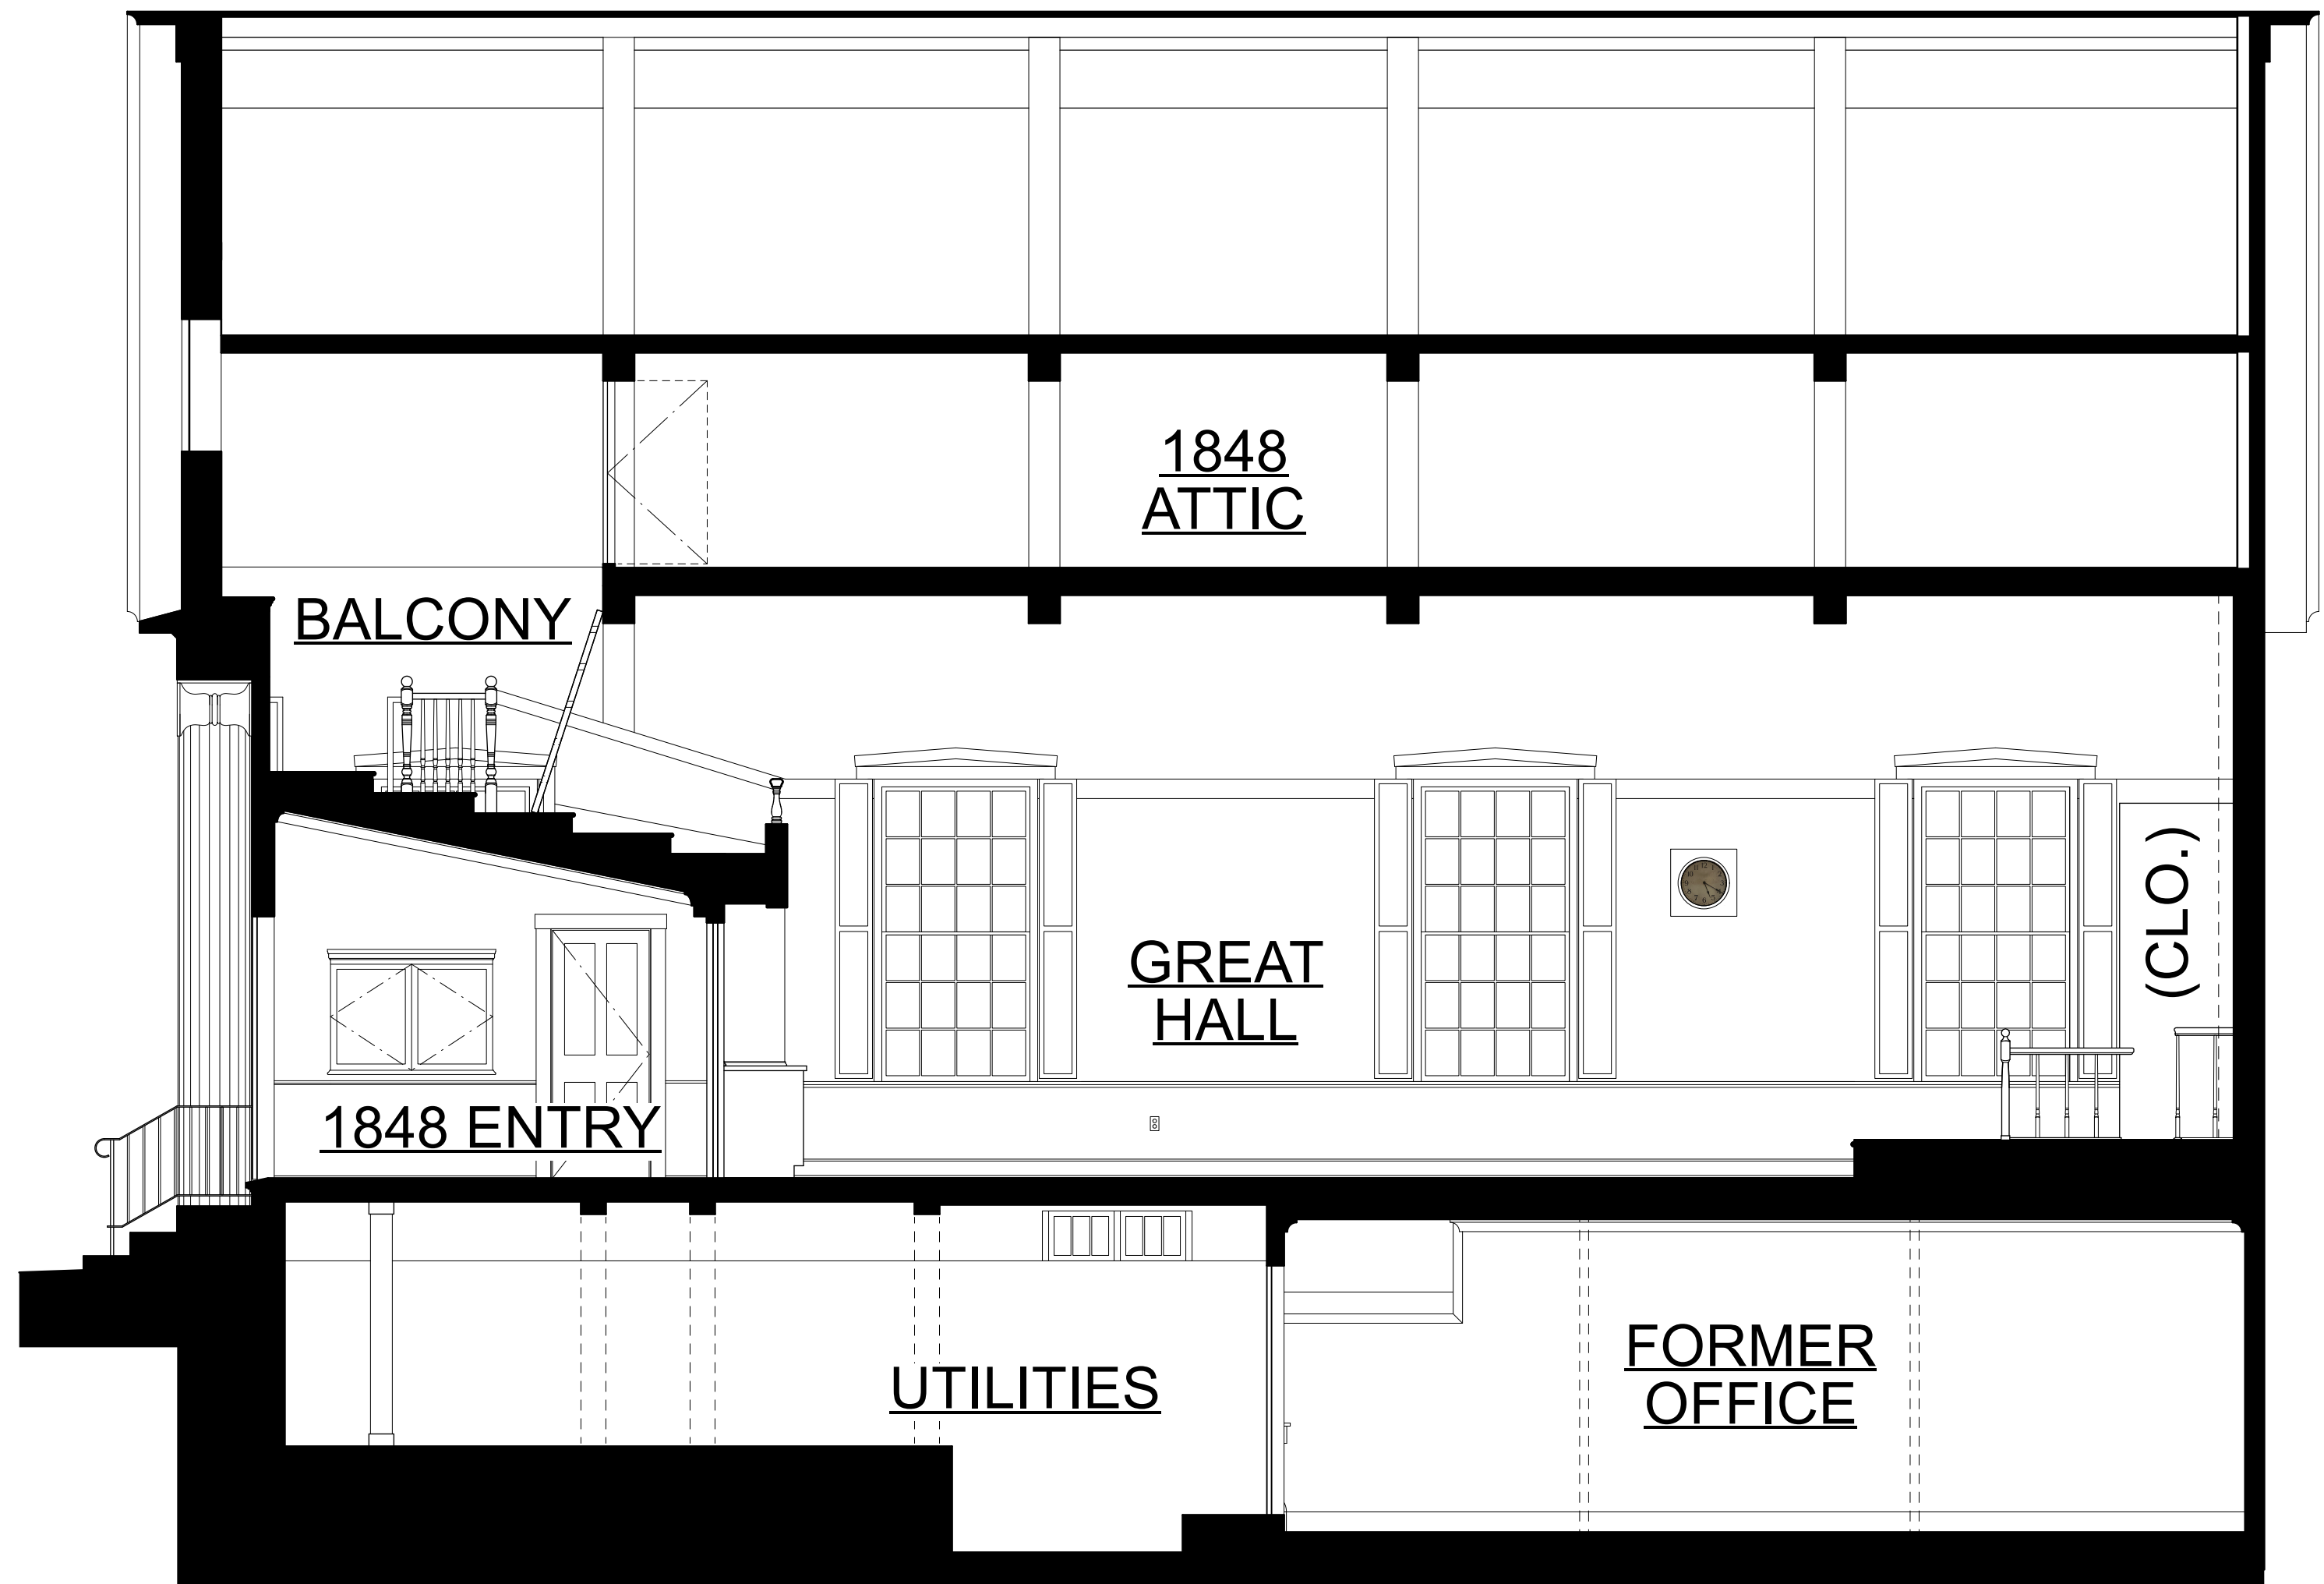 1848
ATTIC
BALCONY
GREAT
HALL
(CLO.)
1848 ENTRY
UTILITIES
FORMER
OFFICE